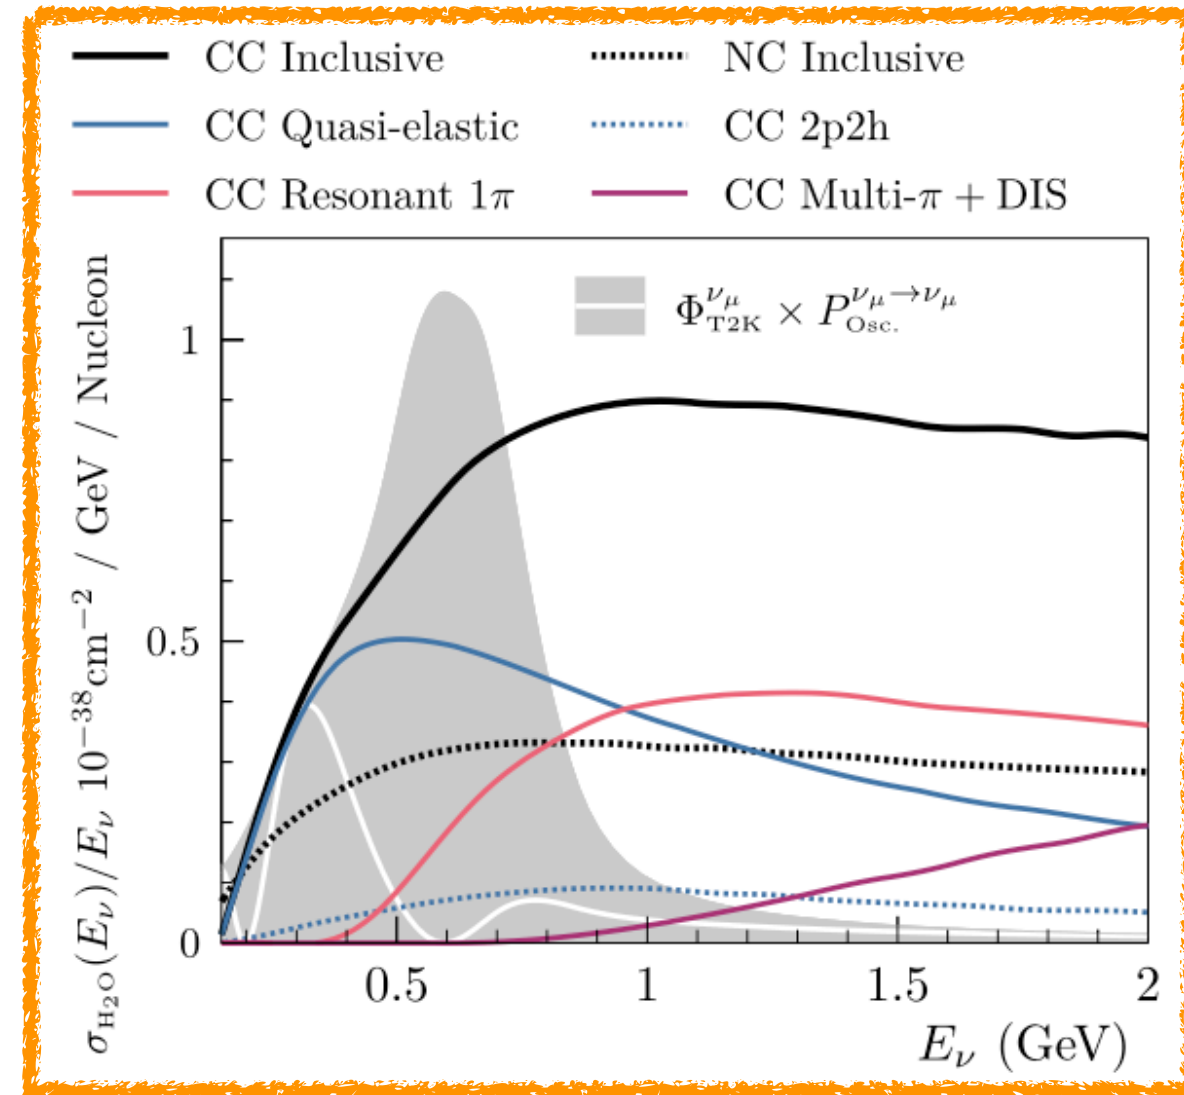 CC Inclusive
NC Inclusive
CC Quasi-elastic
CC 2p2h
CC Resonant 1π
CC Multi-π + DIS
Φ^{ν_μ}_{T2K} × P^{ν_μ→ν_μ}_{Osc.}
σ_{H₂O}(E_ν)/E_ν 10⁻³⁸cm⁻² / GeV / Nucleon
1
0.5
0
0.5
1
1.5
2
E_ν (GeV)